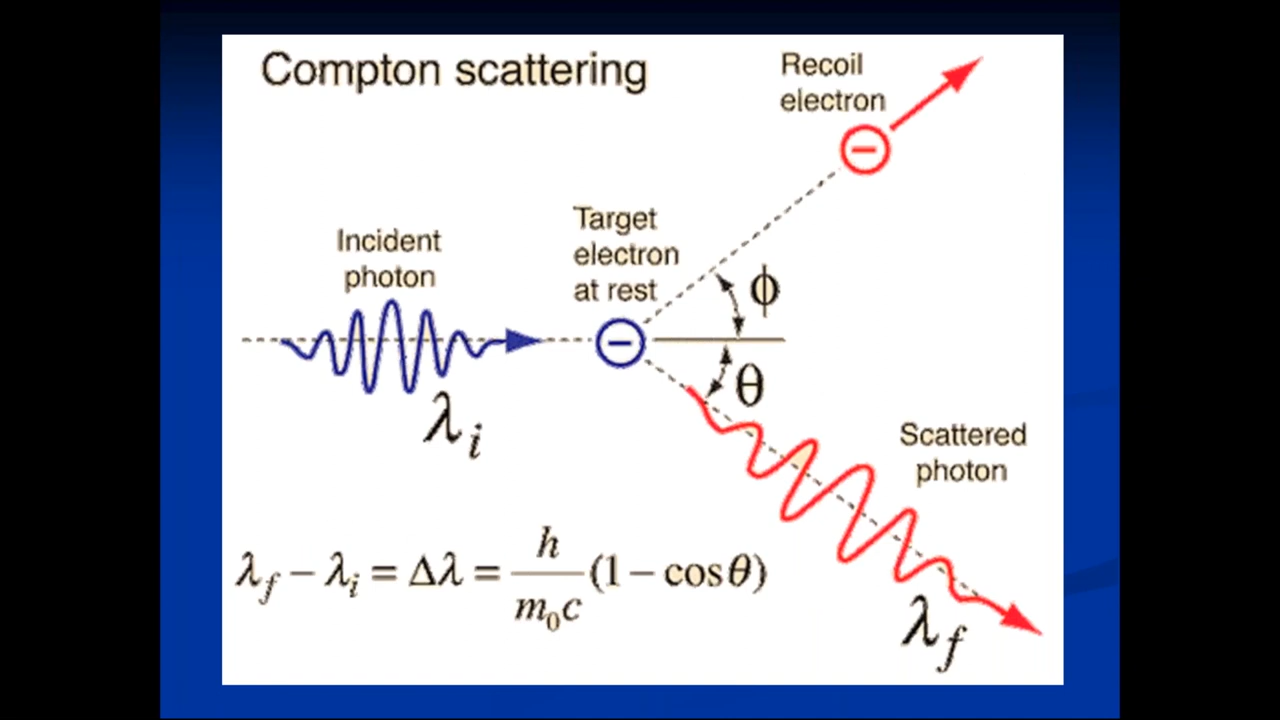 Compton scattering
Recoil
electron
Target
electron
at rest
Incident
photon
ϕ
θ
λi
Scattered
photon
λf − λi = Δλ = h/m₀c (1 − cosθ)
λf